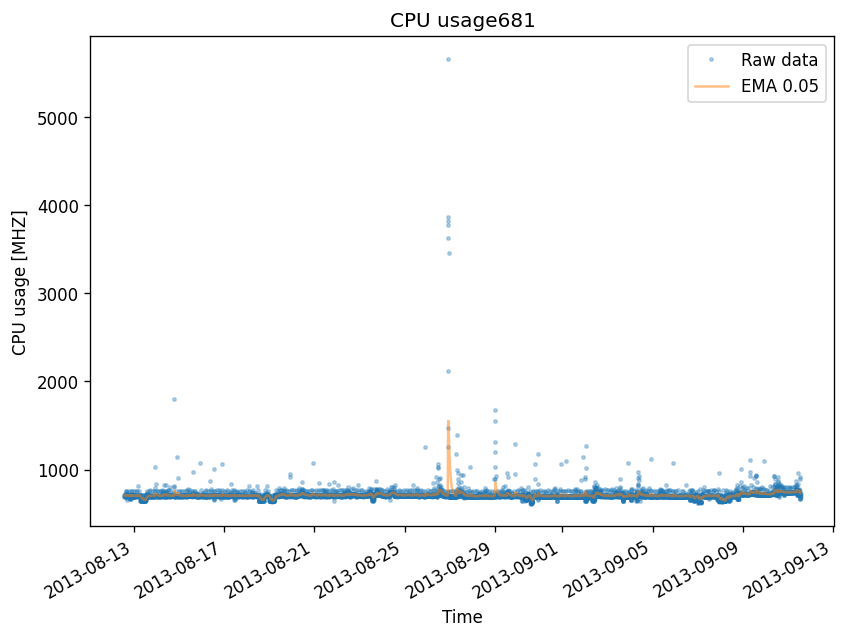 CPU usage681
Raw data
EMA 0.05
CPU usage [MHZ]
5000
4000
3000
2000
1000
2013-08-13
2013-08-17
2013-08-21
2013-08-25
2013-08-29
2013-09-01
2013-09-05
2013-09-09
2013-09-13
Time